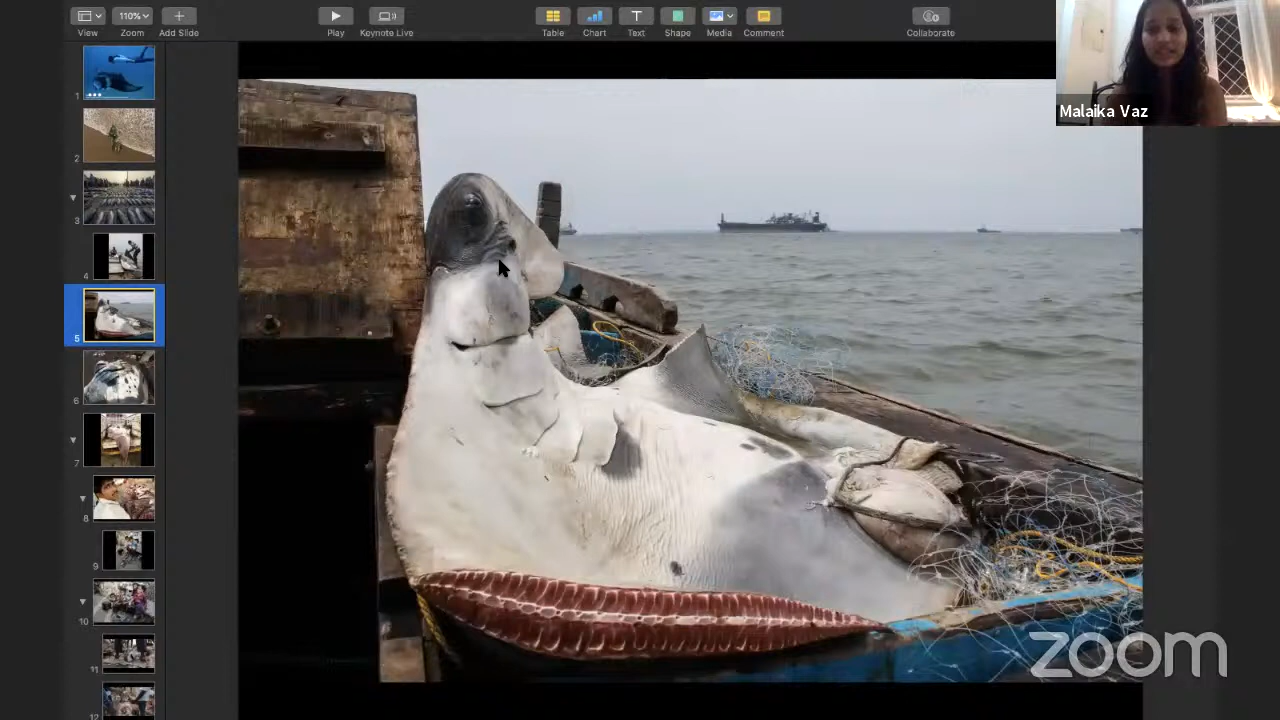 View
110%
Zoom
Add Slide
Play
Keynote Live
Table
Chart
Text
Shape
Media
Comment
Collaborate
Malaika Vaz
1
2
3
4
5
6
7
8
9
10
11
12
zoom